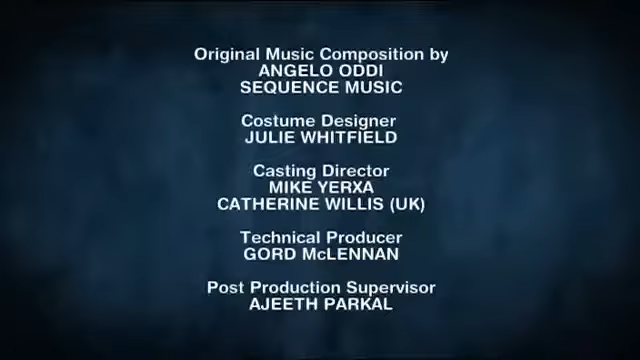 Original Music Composition by
ANGELO ODDI
SEQUENCE MUSIC
Costume Designer
JULIE WHITFIELD
Casting Director
MIKE YERXA
CATHERINE WILLIS (UK)
Technical Producer
GORD McLENNAN
Post Production Supervisor
AJEETH PARKAL